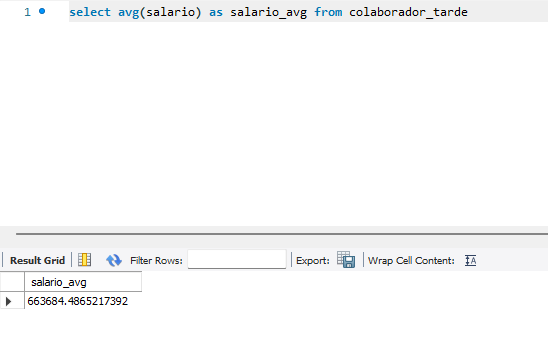 1 select avg(salario) as salario_avg from colaborador_tarde
Result Grid Filter Rows: Export: Wrap Cell Content:
salario_avg
663684.4865217392